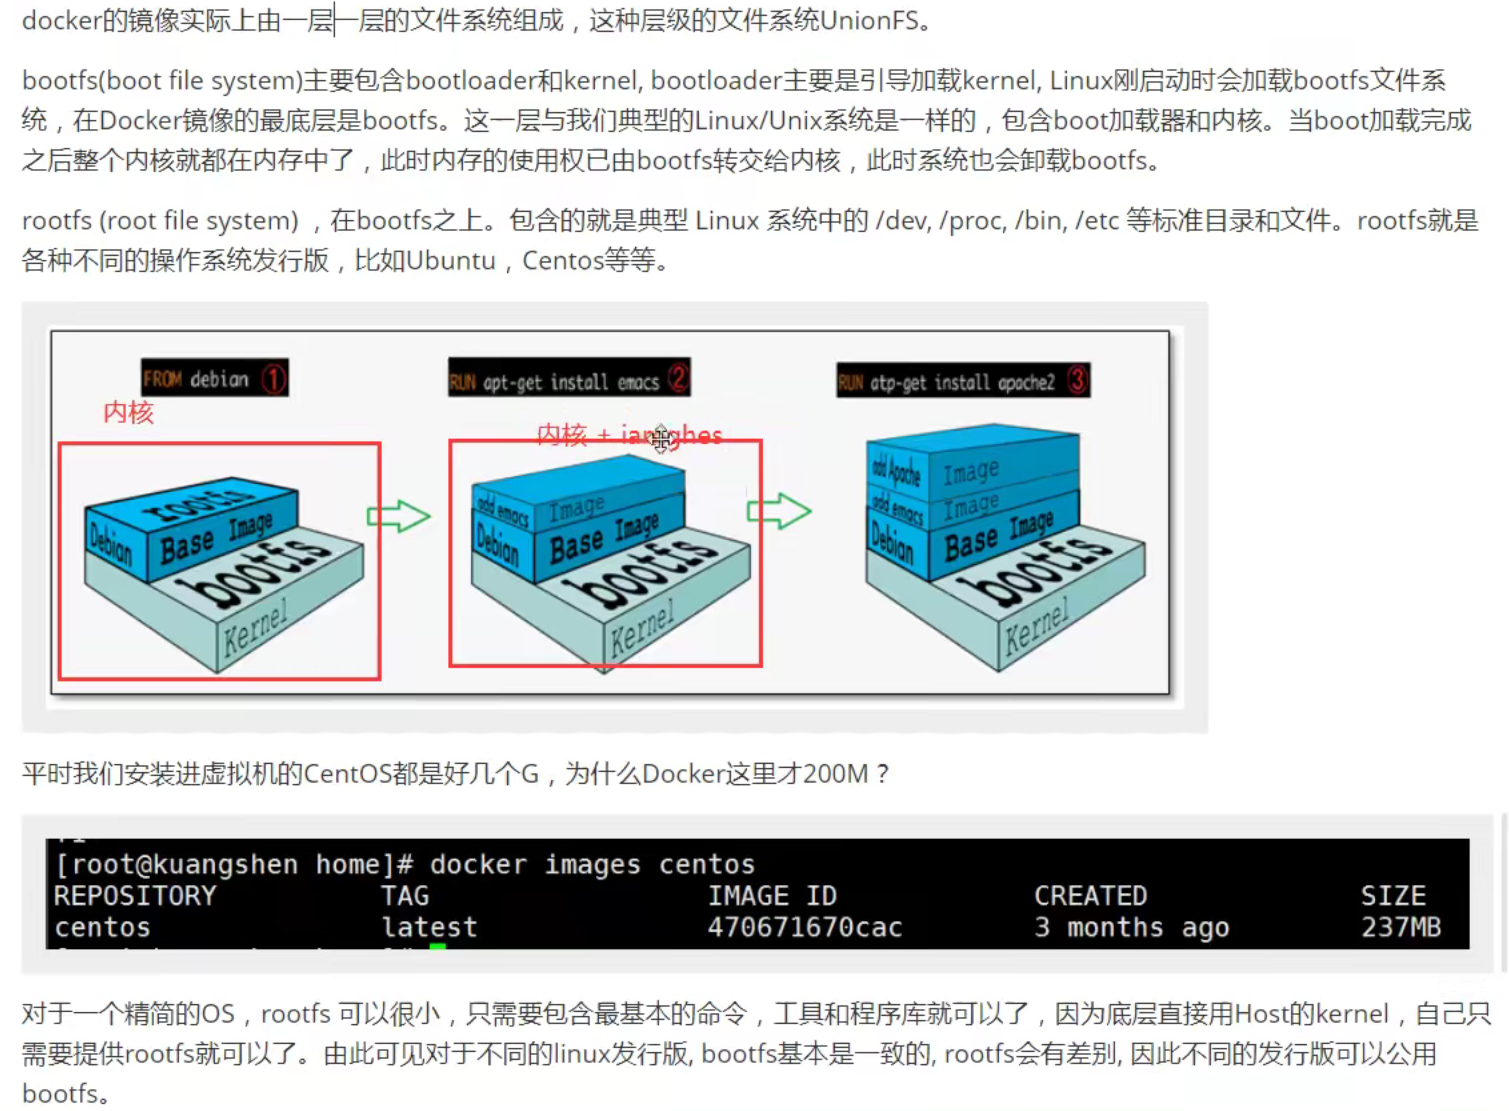 docker的镜像实际上由一层一层的文件系统组成，这种层级的文件系统UnionFS。
bootfs(boot file system)主要包含bootloader和kernel, bootloader主要是引导加载kernel, Linux刚启动时会加载bootfs文件系
统，在Docker镜像的最底层是bootfs。这一层与我们典型的Linux/Unix系统是一样的，包含boot加载器和内核。当boot加载完成
之后整个内核就都在内存中了，此时内存的使用权已由bootfs转交给内核，此时系统也会卸载bootfs。
rootfs (root file system) ，在bootfs之上。包含的就是典型 Linux 系统中的 /dev, /proc, /bin, /etc 等标准目录和文件。rootfs就是
各种不同的操作系统发行版，比如Ubuntu，Centos等等。
FROM debian ①
内核
rootfs
Debian
Base Image
bootfs
Kernel
RUN apt-get install emacs ②
内核 +
add emacs
Image
Debian
Base Image
bootfs
Kernel
RUN atp-get install apache2 ③
add Apache
Image
add emacs
Image
Debian
Base Image
bootfs
Kernel
平时我们安装进虚拟机的CentOS都是好几个G，为什么Docker这里才200M？
[root@kuangshen home]# docker images centos
REPOSITORY TAG IMAGE ID CREATED SIZE
centos latest 470671670cac 3 months ago 237MB
对于一个精简的OS，rootfs 可以很小，只需要包含最基本的命令，工具和程序库就可以了，因为底层直接用Host的kernel，自己只
需要提供rootfs就可以了。由此可见对于不同的linux发行版, bootfs基本是一致的, rootfs会有差别, 因此不同的发行版可以公用
bootfs。